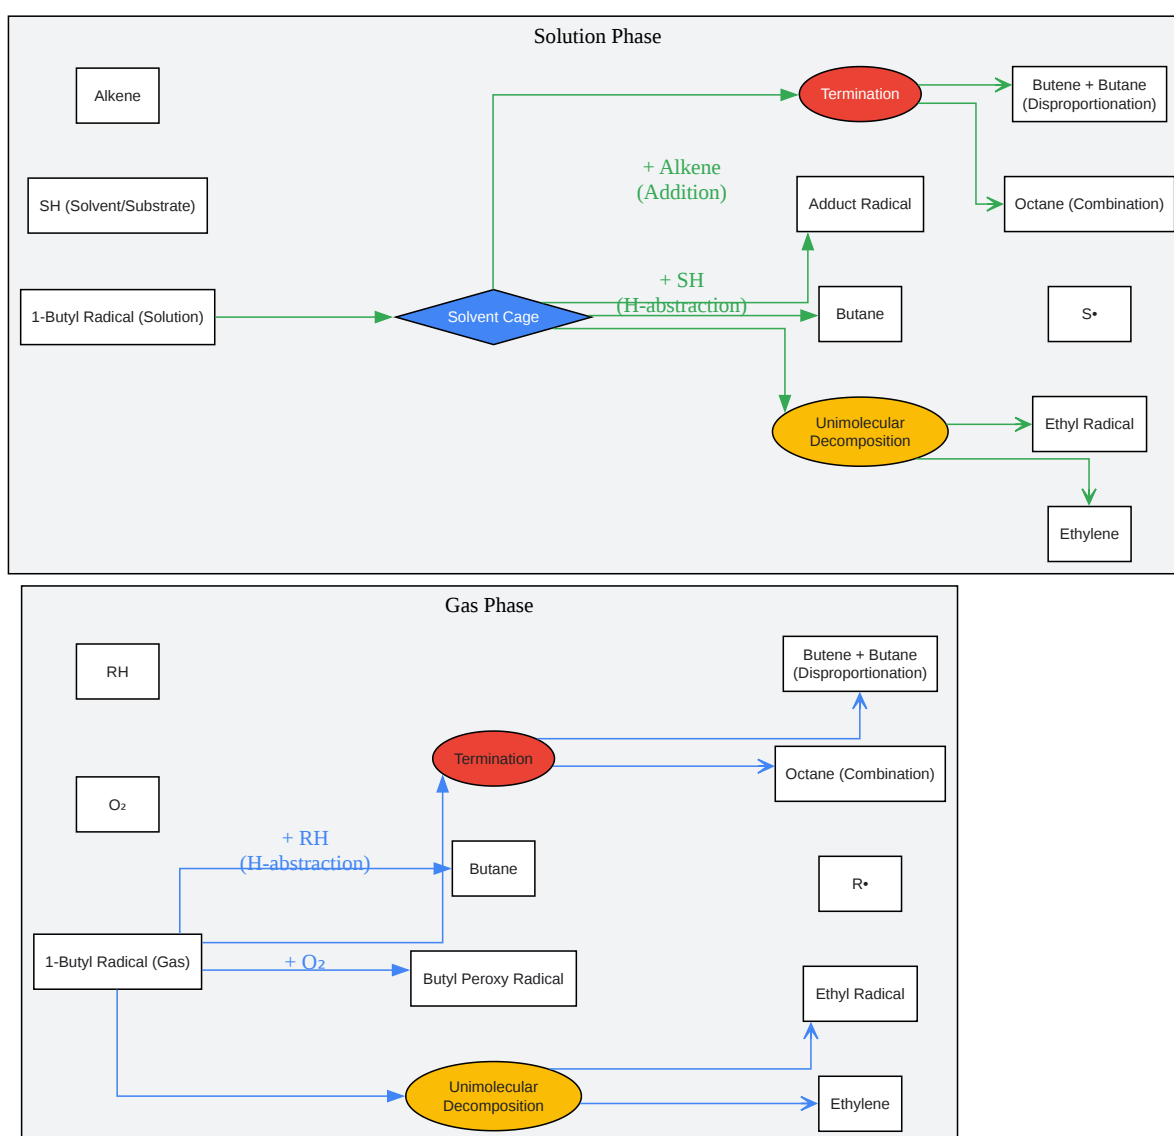 Solution Phase
Alkene
Termination
Butene + Butane
(Disproportionation)
+ Alkene
(Addition)
SH (Solvent/Substrate)
Adduct Radical
Octane (Combination)
+ SH
(H-abstraction)
1-Butyl Radical (Solution)
Solvent Cage
Butane
S•
Unimolecular
Decomposition
Ethyl Radical
Ethylene
Gas Phase
RH
Butene + Butane
(Disproportionation)
Termination
Octane (Combination)
O₂
+ RH
(H-abstraction)
Butane
R•
1-Butyl Radical (Gas)
+ O₂
Butyl Peroxy Radical
Ethyl Radical
Unimolecular
Decomposition
Ethylene